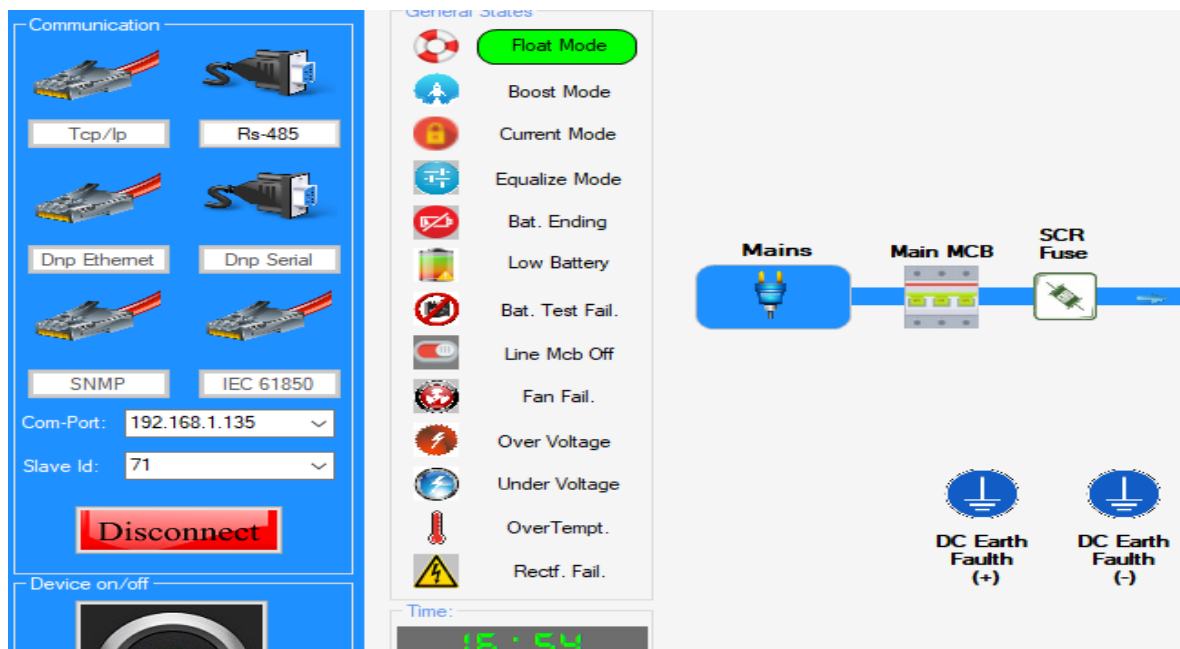 Communication
Tcp/Ip
Rs-485
Dnp Ethernet
Dnp Serial
SNMP
IEC 61850
Com-Port: 192.168.1.135
Slave Id: 71
Disconnect
Device on/off
General States
Float Mode
Boost Mode
Current Mode
Equalize Mode
Bat. Ending
Low Battery
Bat. Test Fail.
Line Mcb Off
Fan Fail.
Over Voltage
Under Voltage
OverTempt.
Rectf. Fail.
Time:
16:54
Mains
Main MCB
SCR
Fuse
DC Earth
Faulth
(+)
DC Earth
Faulth
(-)